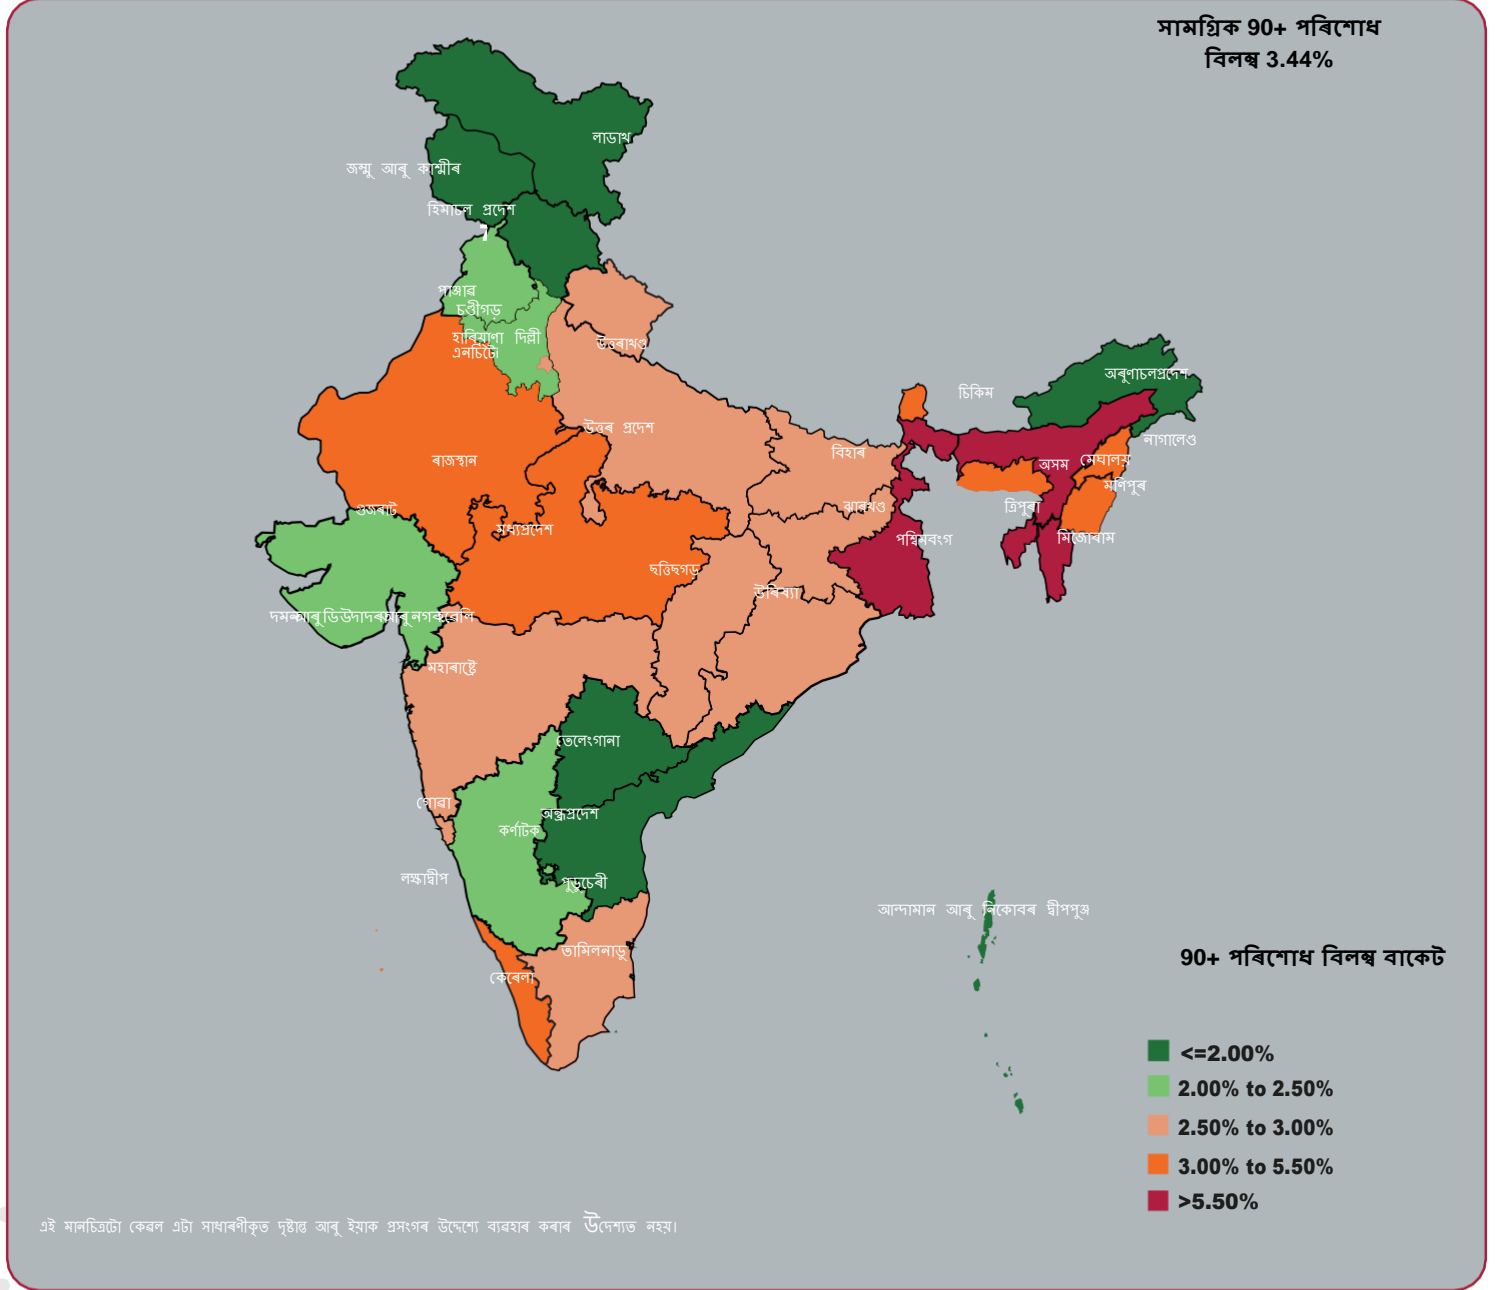 সামগ্ৰিক 90+ পৰিশোধ
বিলম্ব 3.44%
লাডাখ
জম্মু আৰু কাশ্মীৰ
হিমাচল প্ৰদেশ
7
পাঞ্জাৱ
চণ্ডীগড়
হাৰিয়াণা দিল্লী
এনচিটি
উত্তৰাখণ্ড
অৰুণাচলপ্ৰদেশ
চিকিম
উত্তৰ প্ৰদেশ
নাগালেণ্ড
ৰাজস্থান
বিহাৰ
অসম
মেঘালয়
মণিপুৰ
গুজৰাট
ঝাৰখণ্ড
ত্ৰিপুৰা
মধ্যপ্ৰদেশ
পশ্বিমবংগ
মিজোৰাম
ছত্তিছগড়
উৰিষ্যা
দমনআৰু ডিউদাদৰআৰু নগৰহৱেলি
মহাৰাষ্ট্ৰে
তেলেংগানা
গোৱা
অন্ধ্ৰপ্ৰদেশ
কৰ্ণাটক
লক্ষাদ্বীপ
পুডুচেৰী
আন্দামান আৰু নিকোবৰ দ্বীপপুঞ্জ
তামিলনাডু
কেৰেলা
90+ পৰিশোধ বিলম্ব বাকেট
<=2.00%
2.00% to 2.50%
2.50% to 3.00%
3.00% to 5.50%
>5.50%
এই মানচিত্ৰটো কেৱল এটা সাধাৰণীকৃত দৃষ্টান্ত আৰু ইয়াক প্ৰসংগৰ উদ্দেশ্যে ব্যৱহাৰ কৰাৰ উদেশ্যত নহয়।